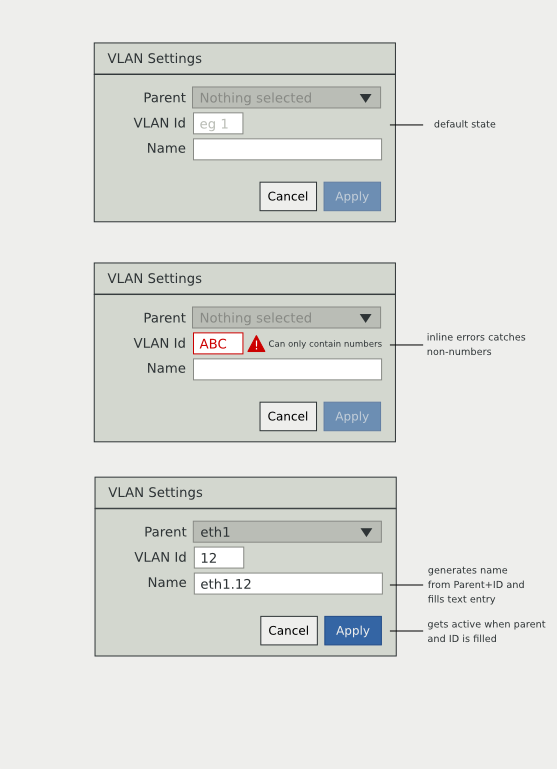 VLAN Settings
Parent Nothing selected
VLAN Id eg 1
default state
Name
Cancel Apply
VLAN Settings
Parent Nothing selected
VLAN Id ABC Can only contain numbers
inline errors catches
non-numbers
Name
Cancel Apply
VLAN Settings
Parent eth1
VLAN Id 12
Name eth1.12
generates name
from Parent+ID and
fills text entry
Cancel Apply
gets active when parent
and ID is filled